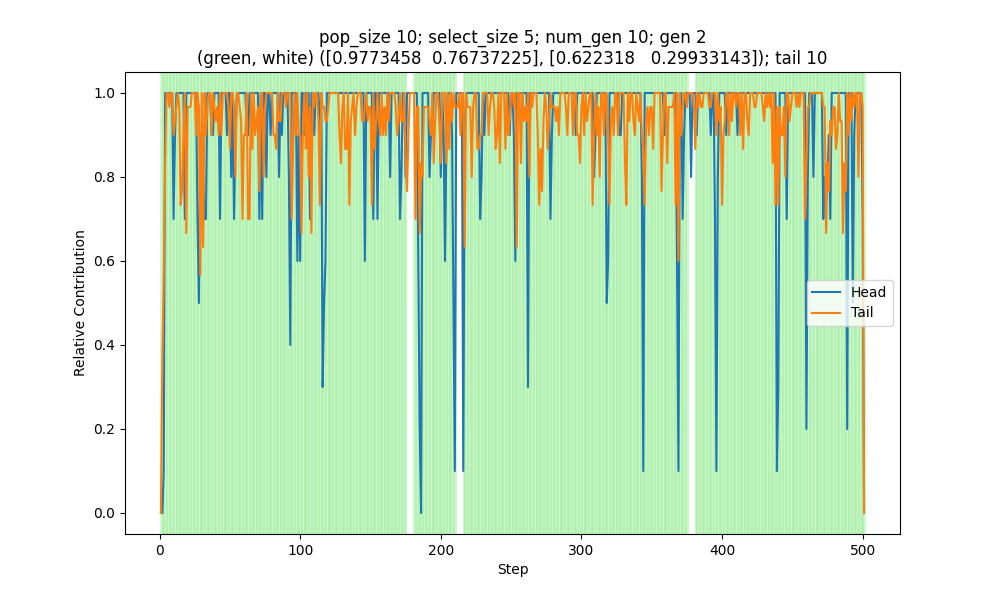 pop_size 10; select_size 5; num_gen 10; gen 2
(green, white) ([0.9773458  0.76737225], [0.622318   0.29933143]); tail 10
1.0
0.8
0.6
0.4
0.2
0.0
Relative Contribution
Head
Tail
0
100
200
300
400
500
Step